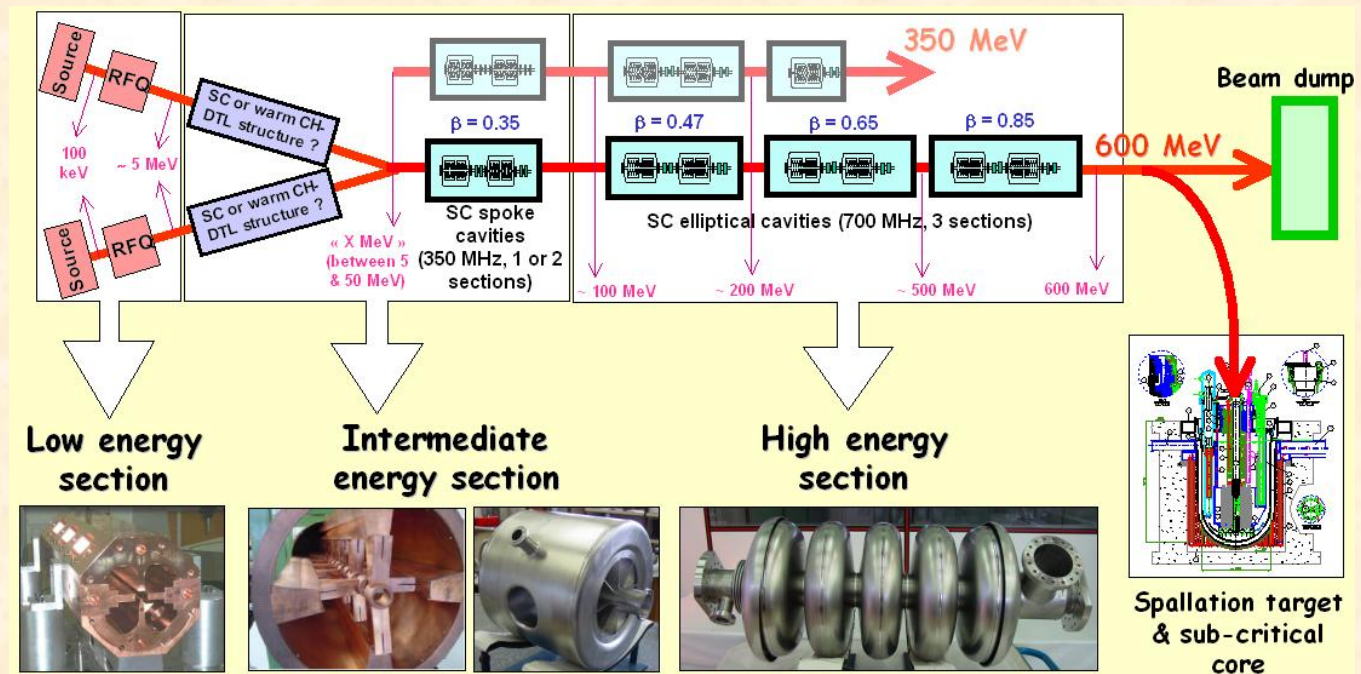 Source
RFQ
SC or warm CH-
DTL structure ?
100
keV
~ 5 MeV
SC or warm CH-
DTL structure ?
Source
RFQ
350 MeV
β = 0.35
β = 0.47
β = 0.65
β = 0.85
600 MeV
Beam dump
SC spoke
cavities
(350 MHz, 1 or 2
sections)
SC elliptical cavities (700 MHz, 3 sections)
« X MeV »
(between 5
& 50 MeV)
~ 100 MeV
~ 200 MeV
~ 500 MeV
600 MeV
Low energy
section
Intermediate
energy section
High energy
section
Spallation target
& sub-critical
core